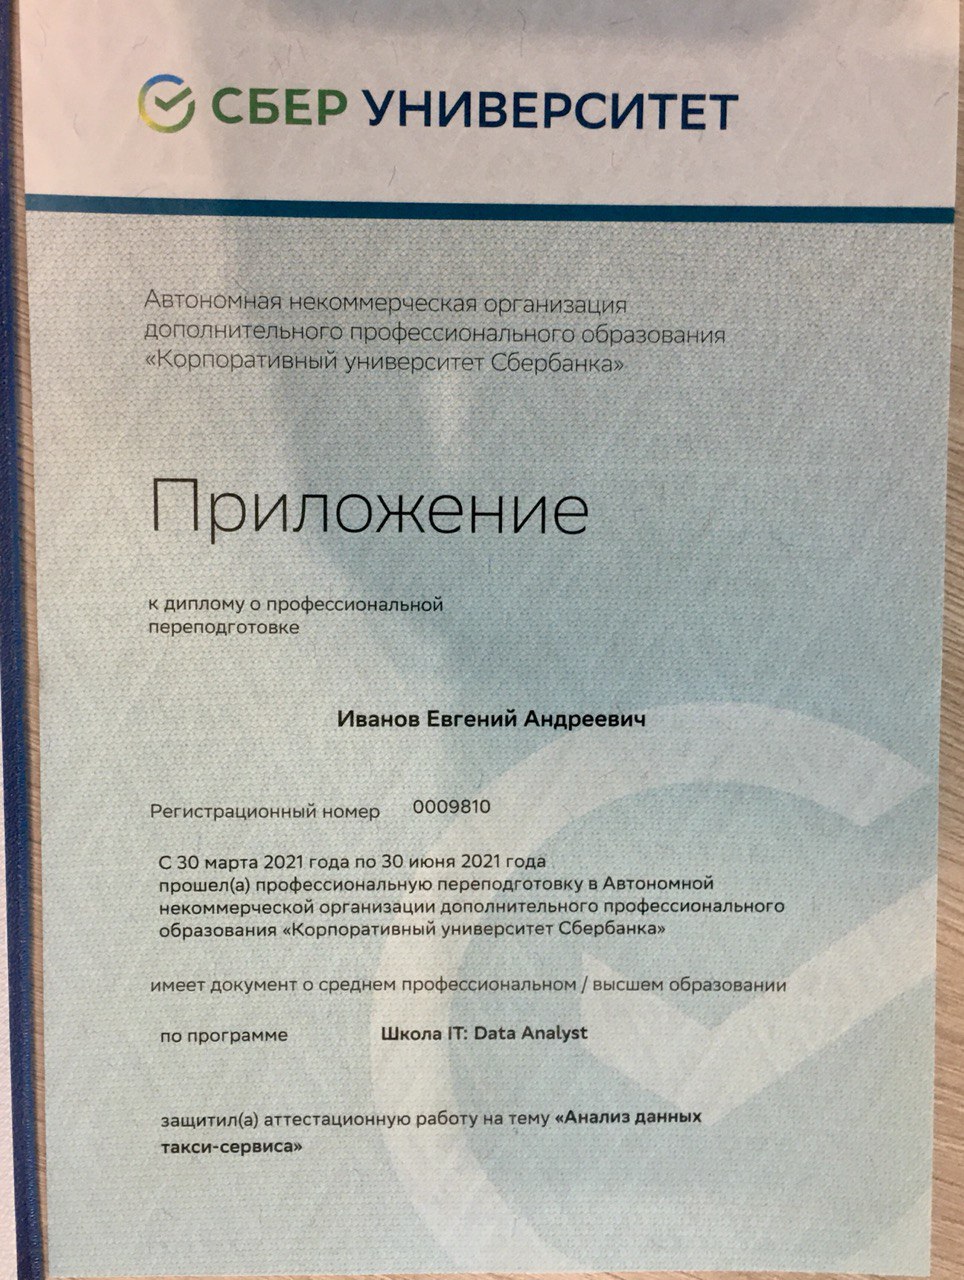 СБЕР УНИВЕРСИТЕТ
Автономная некоммерческая организация
дополнительного профессионального образования
«Корпоративный университет Сбербанка»
Приложение
к диплому о профессиональной
переподготовке
Иванов Евгений Андреевич
Регистрационный номер 0009810
С 30 марта 2021 года по 30 июня 2021 года
прошел(а) профессиональную переподготовку в Автономной
некоммерческой организации дополнительного профессионального
образования «Корпоративный университет Сбербанка»
имеет документ о среднем профессиональном / высшем образовании
по программе Школа IT: Data Analyst
защитил(а) аттестационную работу на тему «Анализ данных
такси-сервиса»